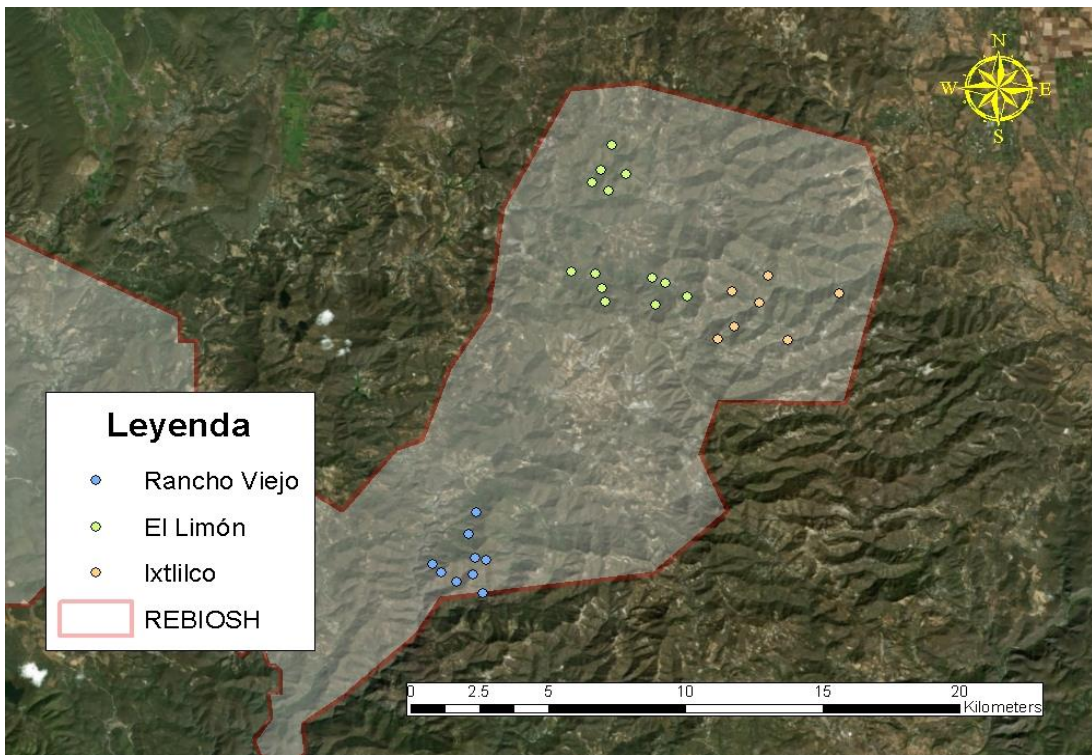 N
W E
S
Leyenda
Rancho Viejo
El Limón
Ixtlilco
REBIOSH
0 2.5 5 10 15 20
Kilometers